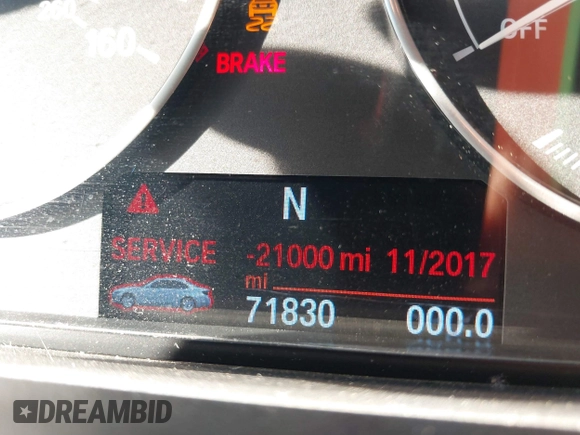 160
OFF
BRAKE
N
SERVICE -21000 mi 11/2017
mi
71830 000.0
DREAMBID